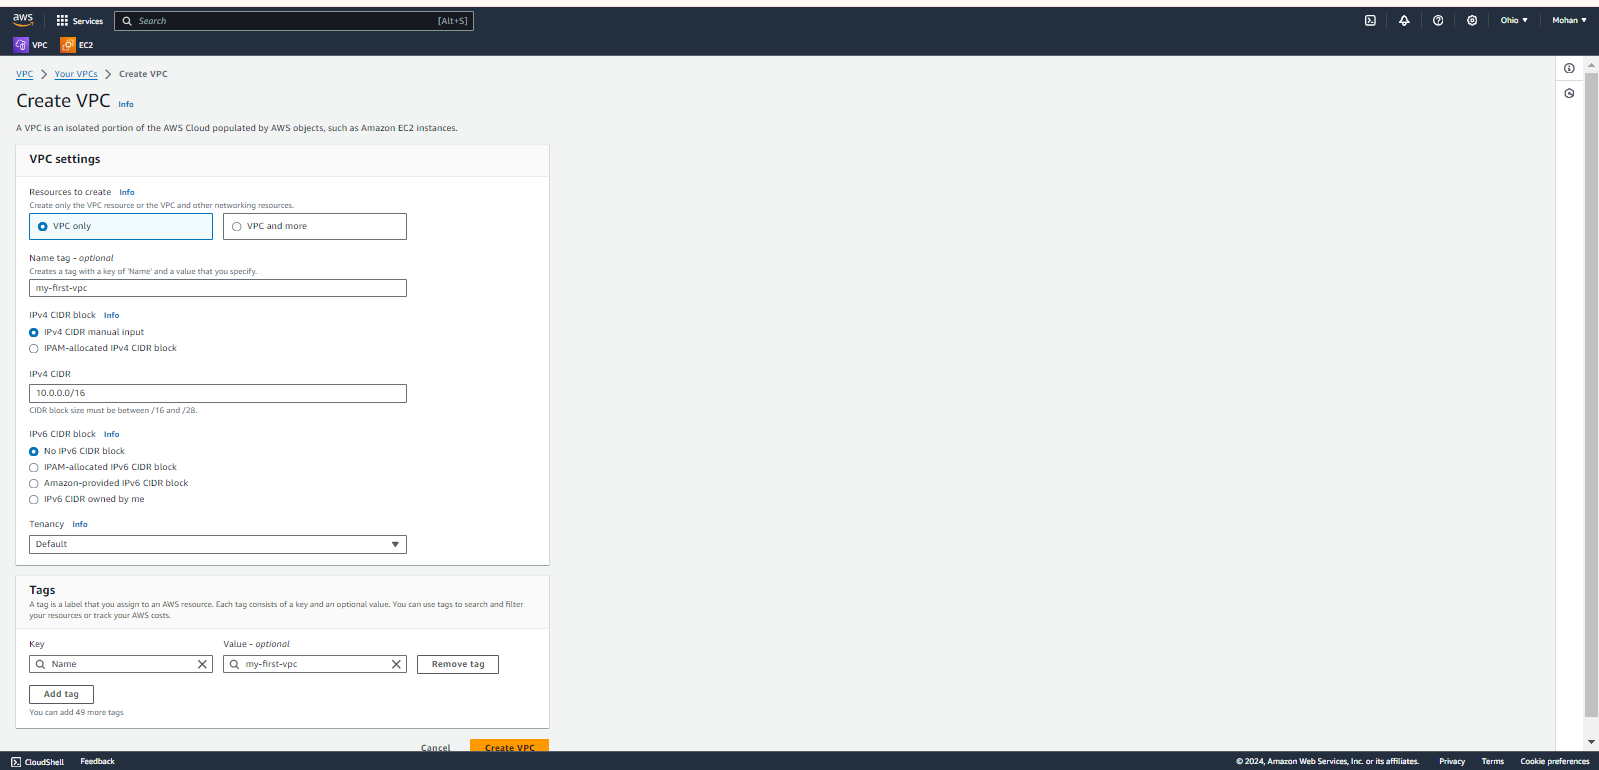 aws
Services
Search
[Alt+S]
Ohio ▼
Mohan ▼
VPC
EC2
VPC > Your VPCs > Create VPC
Create VPC Info
A VPC is an isolated portion of the AWS Cloud populated by AWS objects, such as Amazon EC2 instances.
VPC settings
Resources to create Info
Create only the VPC resource or the VPC and other networking resources.
VPC only
VPC and more
Name tag - optional
Creates a tag with a key of 'Name' and a value that you specify.
my-first-vpc
IPv4 CIDR block Info
IPv4 CIDR manual input
IPAM-allocated IPv4 CIDR block
IPv4 CIDR
10.0.0.0/16
CIDR block size must be between /16 and /28.
IPv6 CIDR block Info
No IPv6 CIDR block
IPAM-allocated IPv6 CIDR block
Amazon-provided IPv6 CIDR block
IPv6 CIDR owned by me
Tenancy Info
Default
Tags
A tag is a label that you assign to an AWS resource. Each tag consists of a key and an optional value. You can use tags to search and filter
your resources or track your AWS costs.
Key
Value - optional
Name
my-first-vpc
Remove tag
Add tag
You can add 49 more tags
Cancel
Create VPC
CloudShell
Feedback
© 2024, Amazon Web Services, Inc. or its affiliates.
Privacy
Terms
Cookie preferences